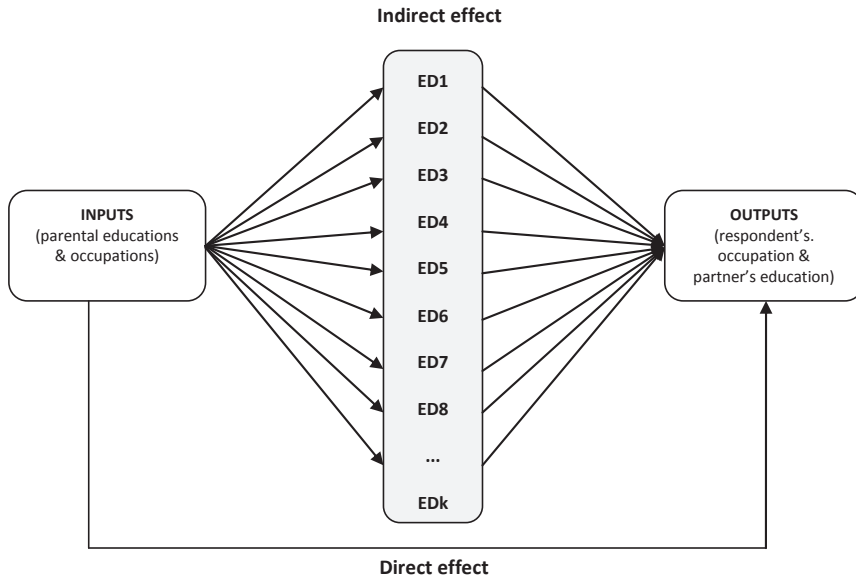 Indirect effect
ED1
ED2
ED3
ED4
ED5
ED6
ED7
ED8
...
EDk
INPUTS
(parental educations
& occupations)
OUTPUTS
(respondent's.
occupation &
partner's education)
Direct effect